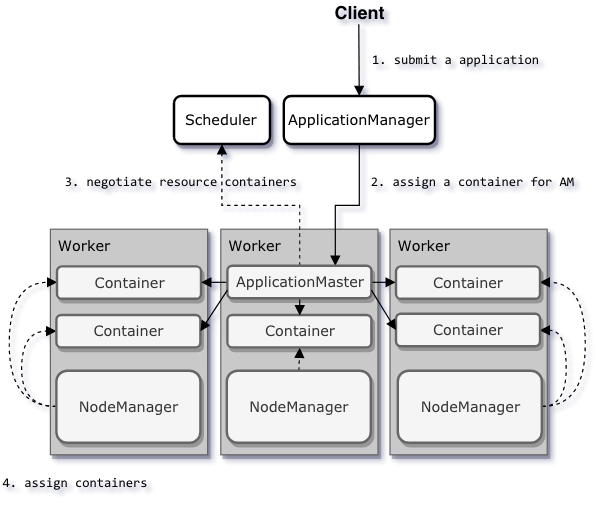 Client
1. submit a application
Scheduler
ApplicationManager
3. negotiate resource containers
2. assign a container for AM
Worker
Worker
Worker
Container
ApplicationMaster
Container
Container
Container
Container
NodeManager
NodeManager
NodeManager
4. assign containers